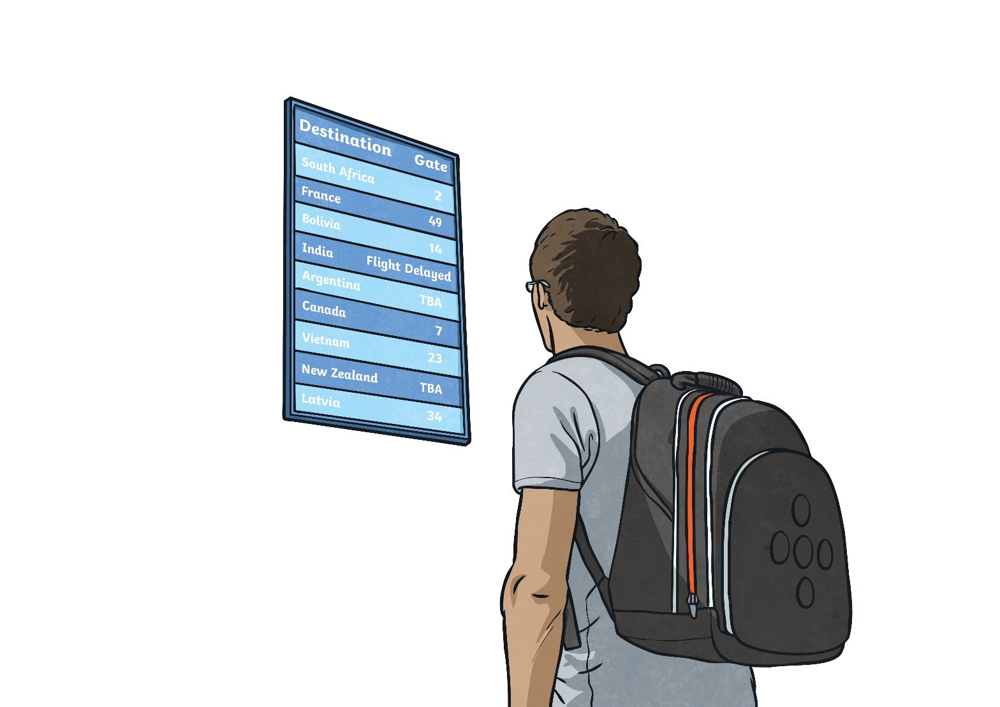 Destination Gate
South Africa 2
France 49
Bolivia 14
India Flight Delayed
Argentina TBA
Canada 7
Vietnam 23
New Zealand TBA
Latvia 34